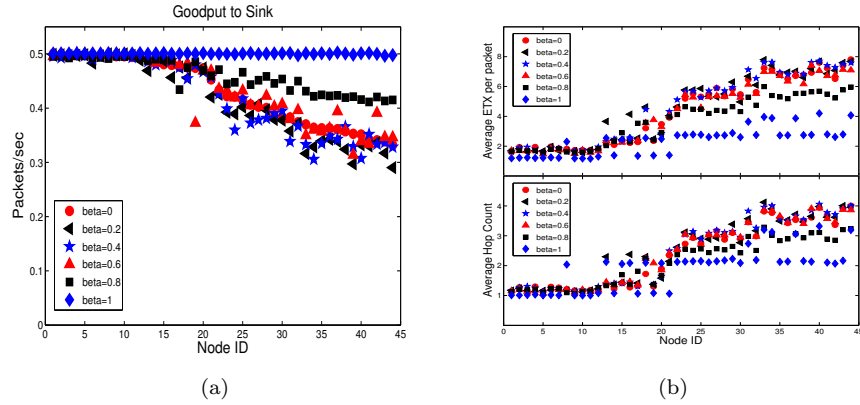 Goodput to Sink
Packets/sec
0.5
0.4
0.3
0.2
0.1
0
beta=0
beta=0.2
beta=0.4
beta=0.6
beta=0.8
beta=1
0 5 10 15 20 25 30 35 40 45
Node ID
(a)
Average ETX per packet
8
6
4
2
0
beta=0
beta=0.2
beta=0.4
beta=0.6
beta=0.8
beta=1
Average Hop Count
4
3
2
1
beta=0
beta=0.2
beta=0.4
beta=0.6
beta=0.8
beta=1
0 5 10 15 20 25 30 35 40 45
Node ID
(b)